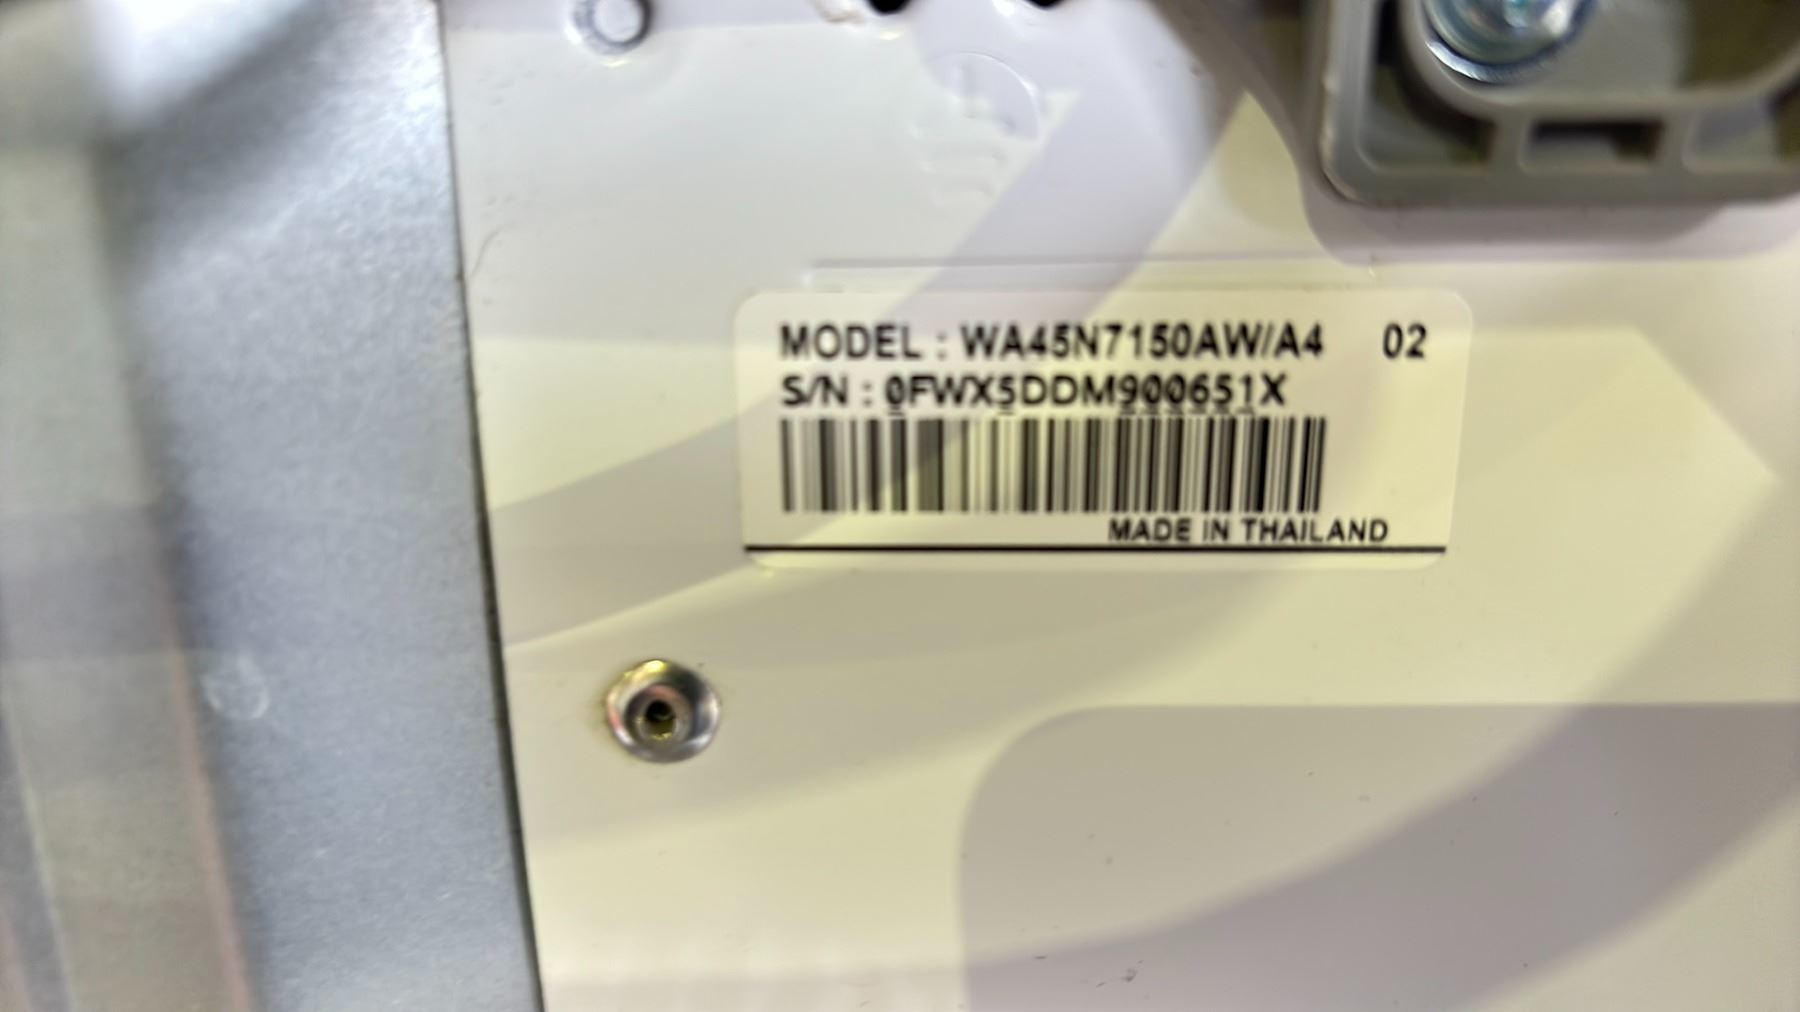 MODEL : WA45N7150AW/A4 02
S/N : 0FWX5DDM900651X
MADE IN THAILAND